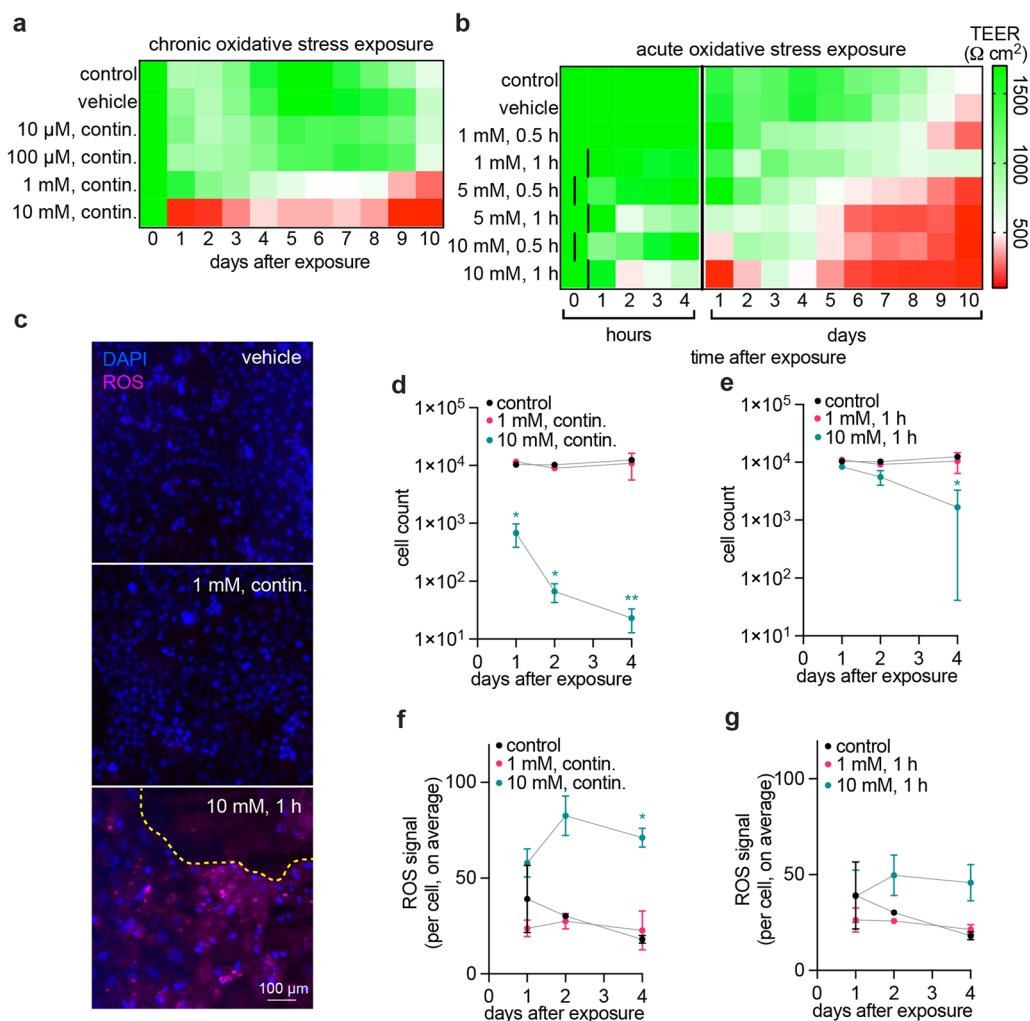 a
chronic oxidative stress exposure
control
vehicle
10 µM, contin.
100 µM, contin.
1 mM, contin.
10 mM, contin.
0 1 2 3 4 5 6 7 8 9 10
days after exposure
b
acute oxidative stress exposure
TEER
(Ω cm²)
control
vehicle
1 mM, 0.5 h
1 mM, 1 h
5 mM, 0.5 h
5 mM, 1 h
10 mM, 0.5 h
10 mM, 1 h
0 1 2 3 4 1 2 3 4 5 6 7 8 9 10
hours days
time after exposure
1500
1000
500
c
DAPI
ROS
vehicle
1 mM, contin.
10 mM, 1 h
100 µm
d
control
1 mM, contin.
10 mM, contin.
cell count
1×10⁵
1×10⁴
1×10³
1×10²
1×10¹
*
*
**
0 1 2 3 4
days after exposure
e
control
1 mM, 1 h
10 mM, 1 h
cell count
1×10⁵
1×10⁴
1×10³
1×10²
1×10¹
*
0 1 2 3 4
days after exposure
f
control
1 mM, contin.
10 mM, contin.
ROS signal
(per cell, on average)
100
50
0
*
0 1 2 3 4
days after exposure
g
control
1 mM, 1 h
10 mM, 1 h
ROS signal
(per cell, on average)
100
50
0
0 1 2 3 4
days after exposure